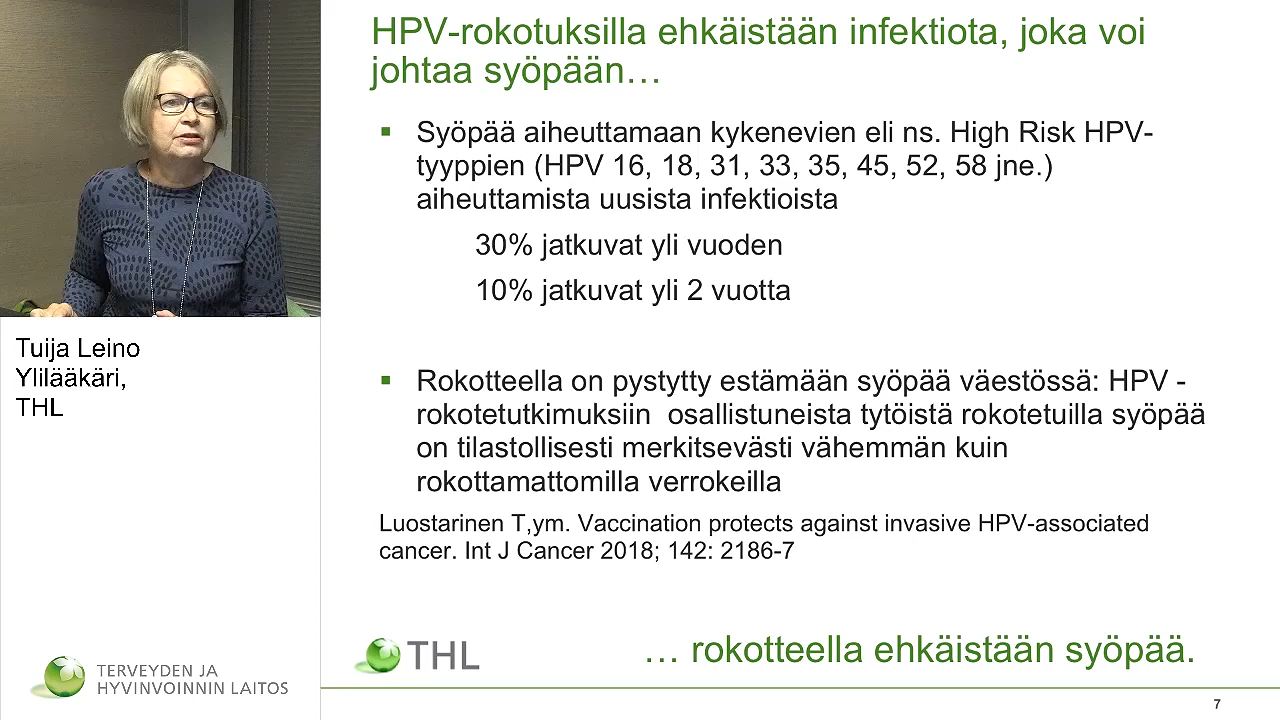 HPV-rokotuksilla ehkäistään infektiota, joka voi
johtaa syöpään…
▪ Syöpää aiheuttamaan kykenevien eli ns. High Risk HPV-
tyyppien (HPV 16, 18, 31, 33, 35, 45, 52, 58 jne.)
aiheuttamista uusista infektioista
30% jatkuvat yli vuoden
10% jatkuvat yli 2 vuotta
▪ Rokotteella on pystytty estämään syöpää väestössä: HPV -
rokotetutkimuksiin osallistuneista tytöistä rokotetuilla syöpää
on tilastollisesti merkitsevästi vähemmän kuin
rokottamattomilla verrokeilla
Luostarinen T,ym. Vaccination protects against invasive HPV-associated
cancer. Int J Cancer 2018; 142: 2186-7
THL
… rokotteella ehkäistään syöpää.
7
Tuija Leino
Ylilääkäri,
THL
TERVEYDEN JA
HYVINVOINNIN LAITOS